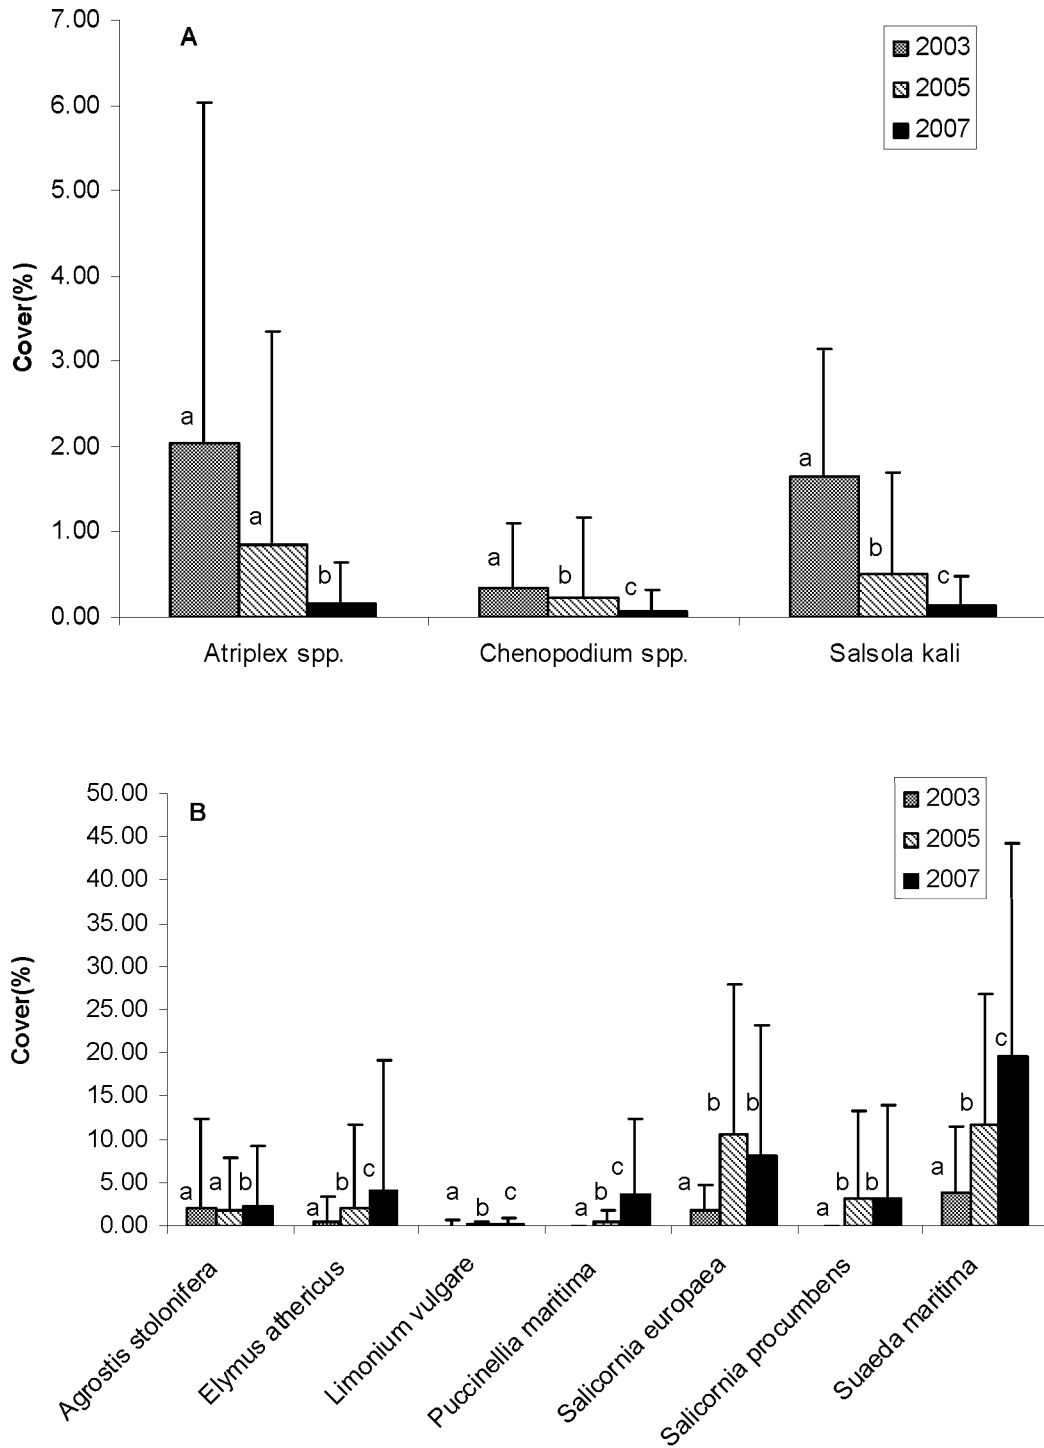 7.00
A
2003
6.00
2005
2007
5.00
4.00
Cover(%)
3.00
a
2.00
a
a
1.00
a
b
b
b
c
c
0.00
Atriplex spp.
Chenopodium spp.
Salsola kali
50.00
B
2003
45.00
2005
40.00
2007
35.00
30.00
Cover(%)
25.00
20.00
c
15.00
b b
b
10.00
a a b
a b c
a b c
a b c
a
a b b
a
5.00
0.00
Agrostis stolonifera
Elymus athericus
Limonium vulgare
Puccinellia maritima
Salicornia europaea
Salicornia procumbens
Suaeda maritima